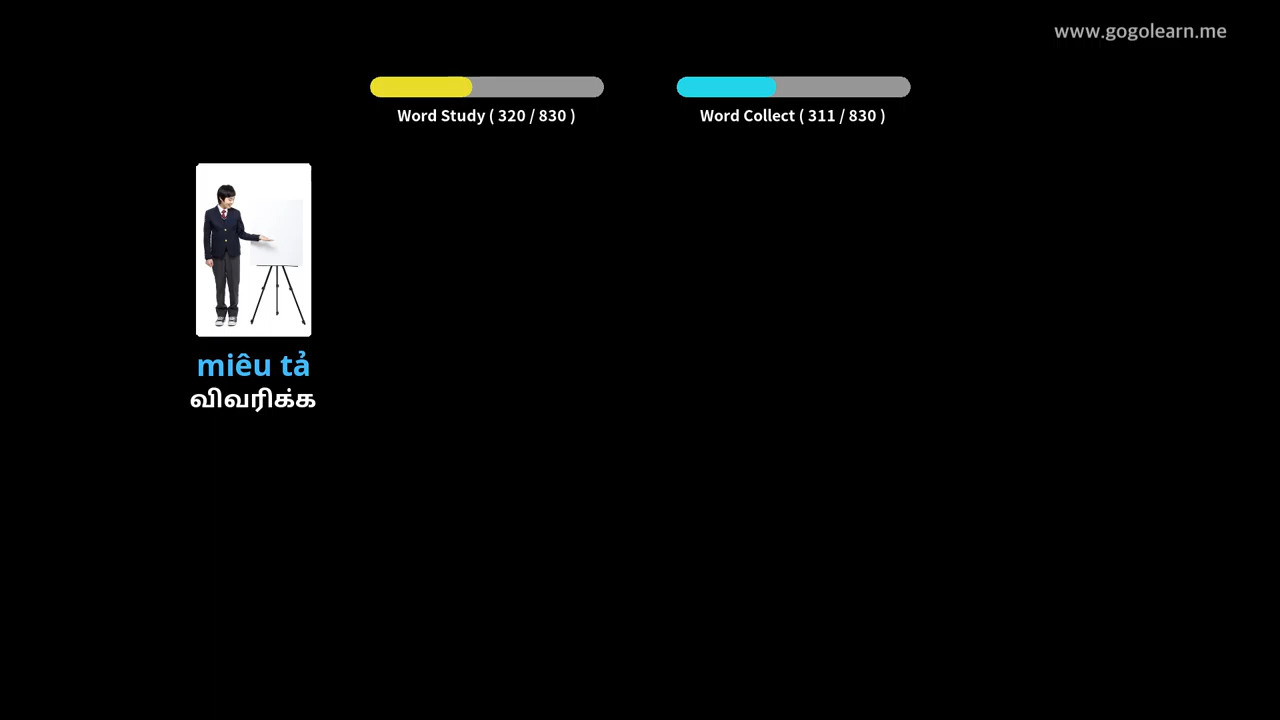 www.gogolearn.me
Word Study ( 320 / 830 )
Word Collect ( 311 / 830 )
miêu tả
விவரிக்க